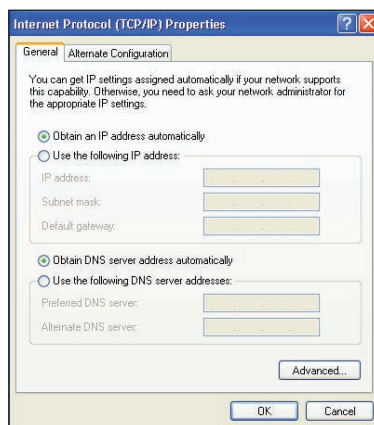 Internet Protocol (TCP/IP) Properties
General
Alternate Configuration
You can get IP settings assigned automatically if your network supports
this capability. Otherwise, you need to ask your network administrator for
the appropriate IP settings.
Obtain an IP address automatically
Use the following IP address:
IP address:
Subnet mask:
Default gateway:
Obtain DNS server address automatically
Use the following DNS server addresses:
Preferred DNS server:
Alternate DNS server:
Advanced...
OK
Cancel